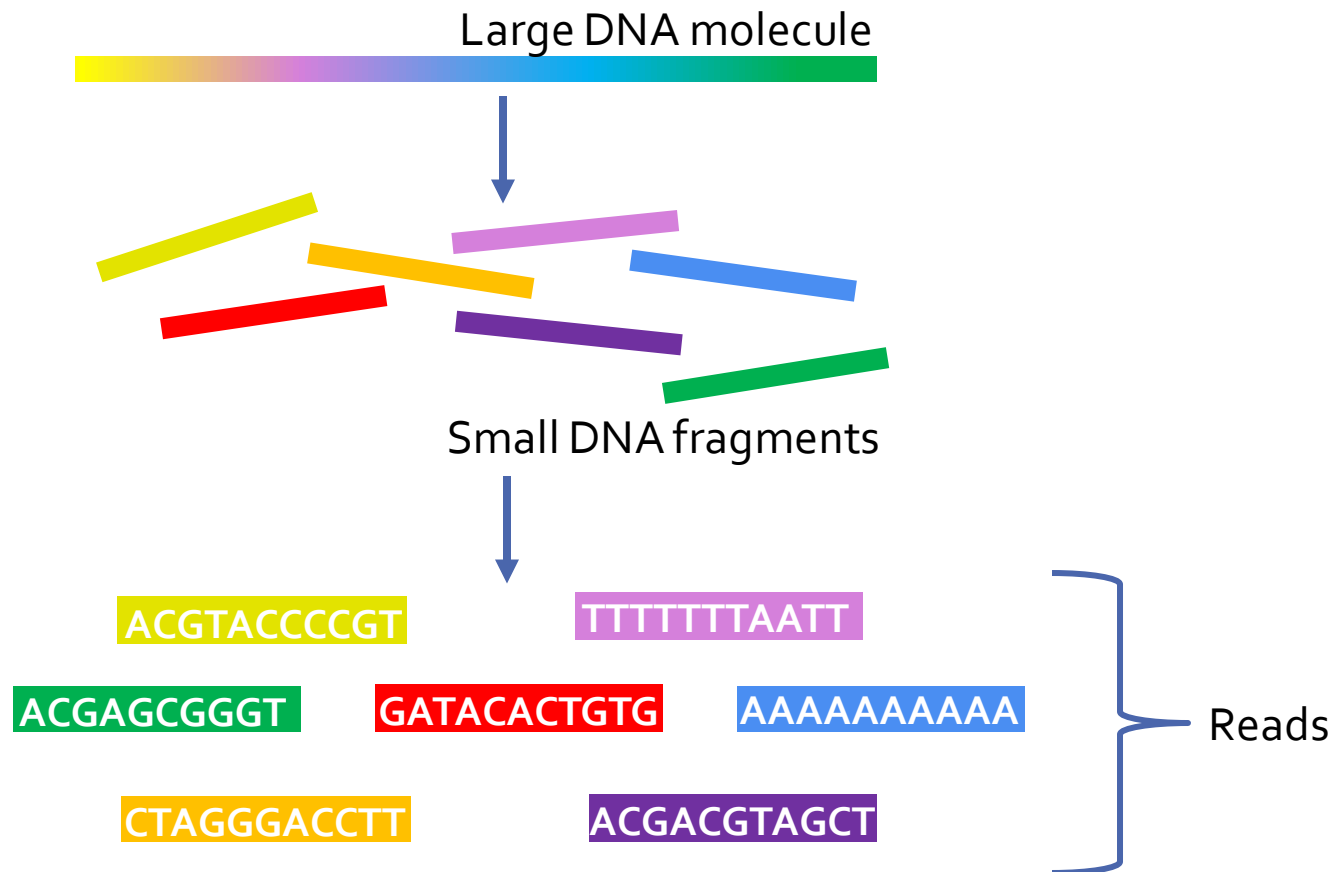 Large DNA molecule
Small DNA fragments
ACGTACCCCGT
TTTTTTTAATT
ACGAGCGGGT
GATACACTGTG
AAAAAAAAAA
Reads
CTAGGGACCTT
ACGACGTAGCT